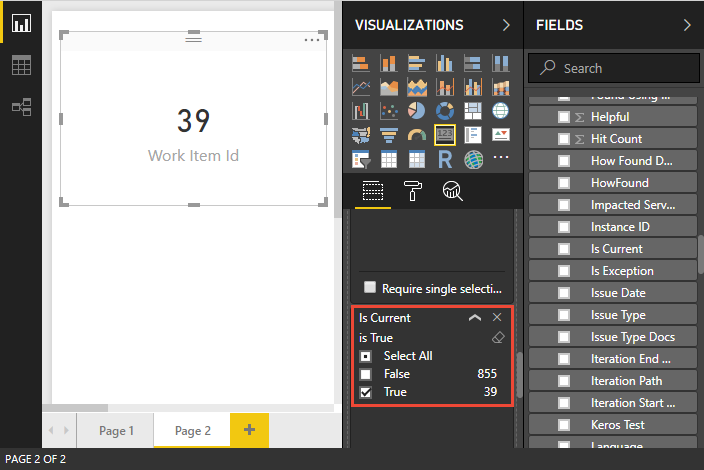 VISUALIZATIONS
FIELDS
Search
39
Work Item Id
123
R
Helpful
Hit Count
How Found D...
HowFound
Impacted Serv...
Instance ID
Is Current
Is Exception
Issue Date
Issue Type
Issue Type Docs
Iteration End ...
Iteration Path
Iteration Start ...
Keros Test
Language
Require single selecti...
Is Current
is True
Select All
False 855
True 39
Page 1
Page 2
PAGE 2 OF 2